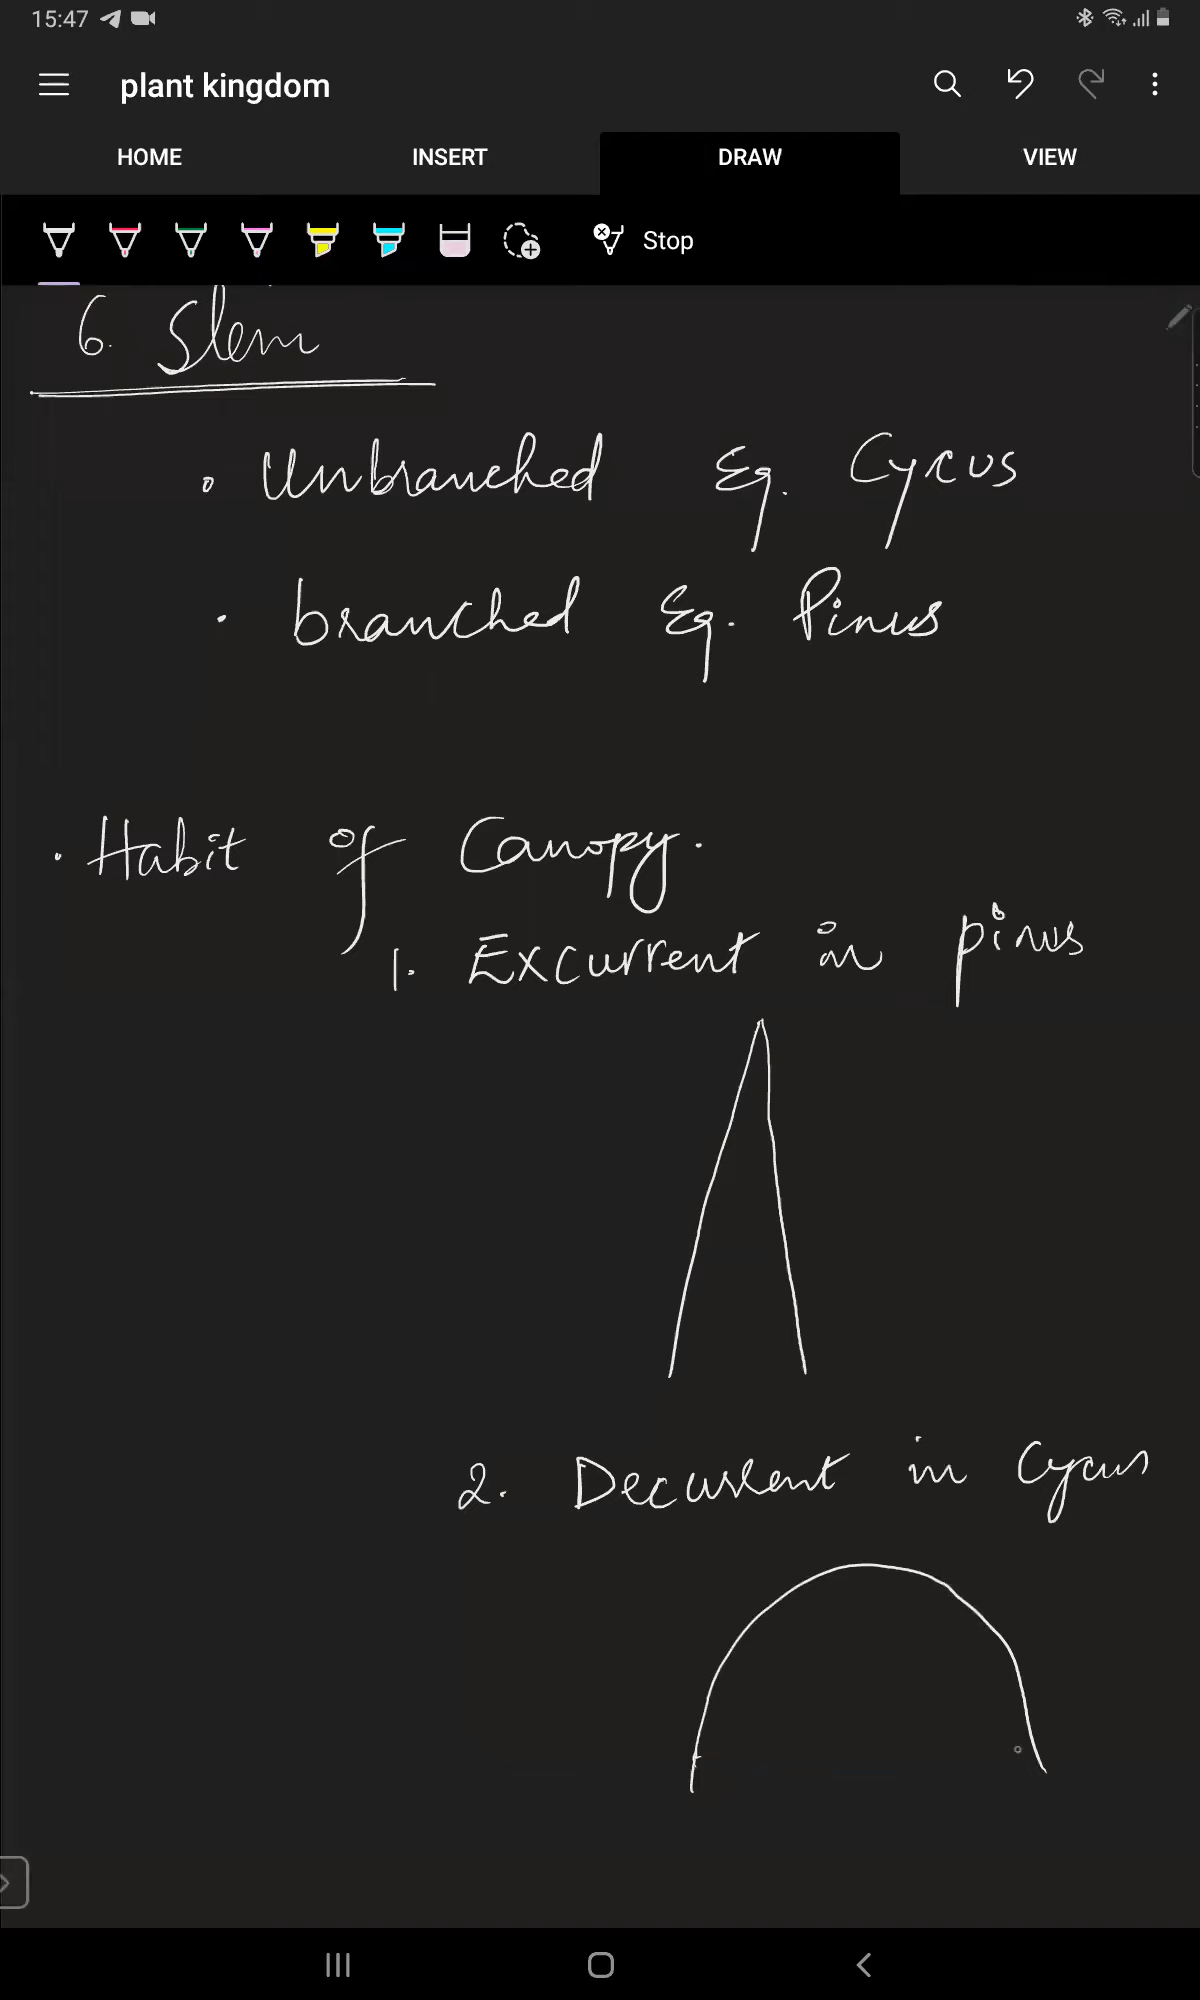 15:47
plant kingdom
HOME INSERT DRAW VIEW
Stop
6. Stem
• Unbranched Eg. Cycus
• branched Eg. Pinus
• Habit of Canopy.
1. Excurrent in pinus
2. Decurrent in Cycus